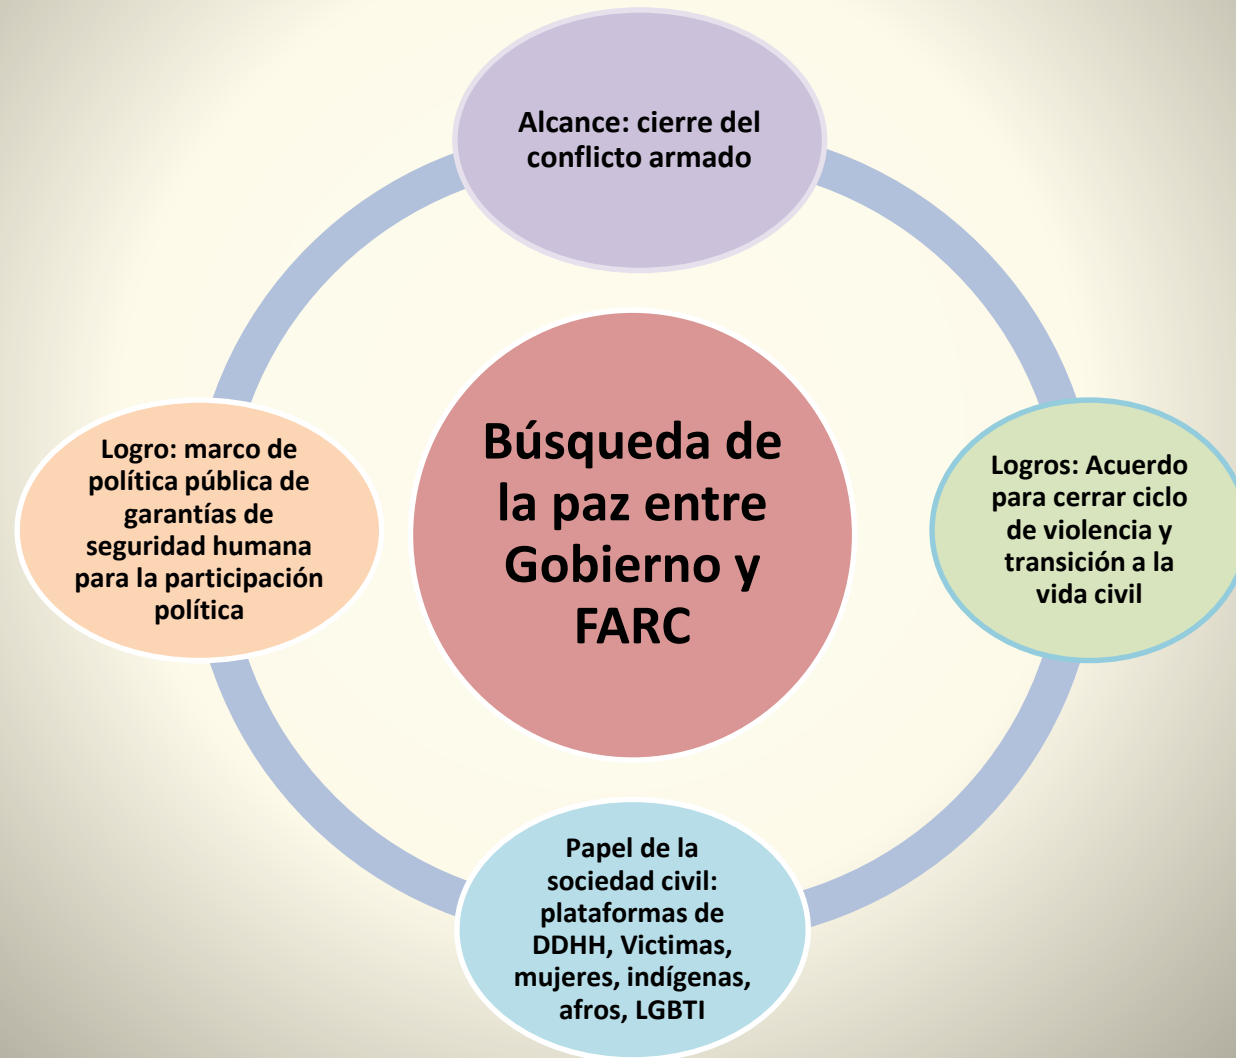 Alcance: cierre del
conflicto armado
Búsqueda de
la paz entre
Gobierno y
FARC
Logros: Acuerdo
para cerrar ciclo
de violencia y
transición a la
vida civil
Papel de la
sociedad civil:
plataformas de
DDHH, Victimas,
mujeres, indígenas,
afros, LGBTI
Logro: marco de
política pública de
garantías de
seguridad humana
para la participación
política